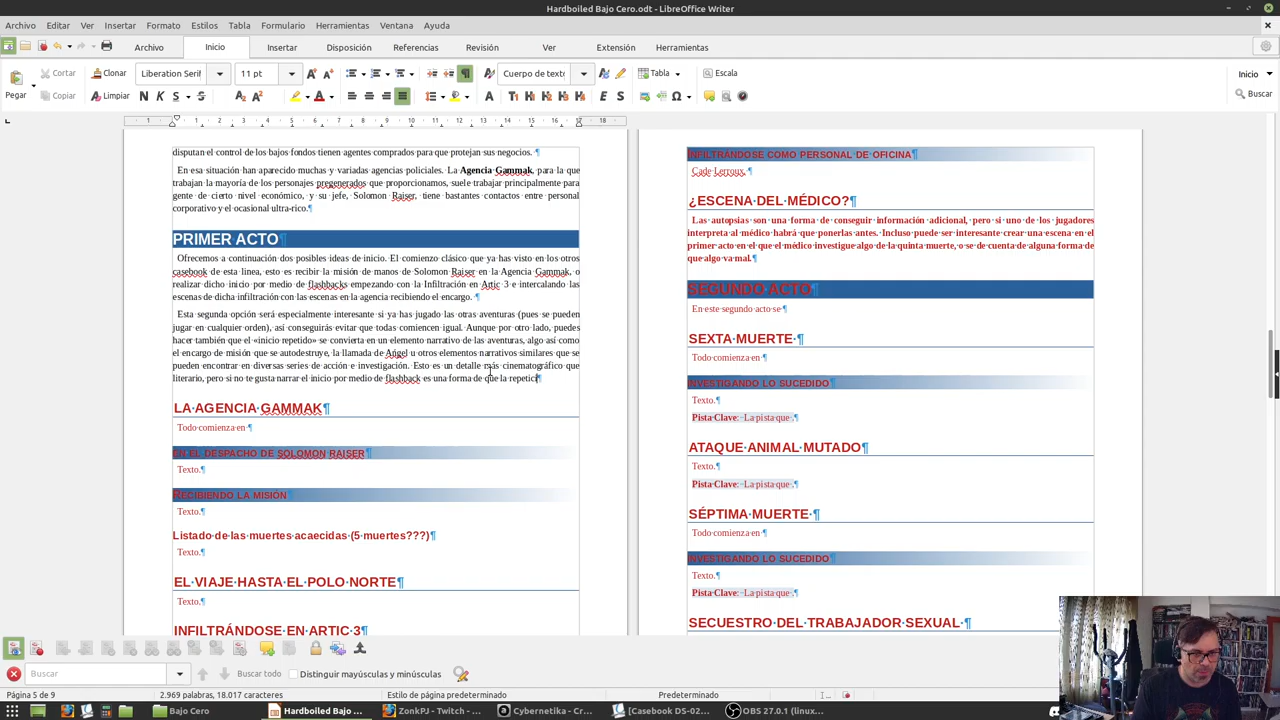 Hardboiled Bajo Cero.odt - LibreOffice Writer
Archivo Editar Ver Insertar Formato Estilos Tabla Formulario Herramientas Ventana Ayuda
Archivo Inicio Insertar Disposición Referencias Revisión Ver Extensión Herramientas
Pegar Cortar Clonar Liberation Serif 11 pt Cuerpo de texto Tabla Escala Inicio
Copiar Limpiar Buscar
disputan el control de los bajos fondos tienen agentes comprados para que protejan sus negocios. ¶
En esa situación han aparecido muchas y variadas agencias policiales. La Agencia Gammak, para la que
trabajan la mayoría de los personajes pregenerados que proporcionamos, suele trabajar principalmente para
gente de cierto nivel económico, y su jefe, Solomon Raiser, tiene bastantes contactos entre personal
corporativo y el ocasional ultra-rico.¶
PRIMER ACTO¶
Ofrecemos a continuación dos posibles ideas de inicio. El comienzo clásico que ya has visto en los otros
casebook de esta línea, esto es recibir la misión de manos de Solomon Raiser en la Agencia Gammak, o
realizar dicho inicio por medio de flashbacks empezando con la Infiltración en Artic 3 e intercalando las
escenas de dicha infiltración con las escenas en la agencia recibiendo el encargo. ¶
Esta segunda opción será especialmente interesante si ya has jugado las otras aventuras (pues se pueden
jugar en cualquier orden), así conseguirás evitar que todas comiencen igual. Aunque por otro lado, puedes
hacer también que el «inicio repetido» se convierta en un elemento narrativo de las aventuras, algo así como
el encargo de misión que se autodestruye, la llamada de Angel u otros elementos narrativos similares que se
pueden encontrar en diversas series de acción e investigación. Esto es un detalle más cinematográfico que
literario, pero si no te gusta narrar el inicio por medio de flashback es una forma de que la repetici¶
LA AGENCIA GAMMAK¶
Todo comienza en ¶
EN EL DESPACHO DE SOLOMON RAISER¶
Texto.¶
RECIBIENDO LA MISIÓN¶
Texto.¶
Listado de las muertes acaecidas (5 muertes???)¶
Texto.¶
EL VIAJE HASTA EL POLO NORTE¶
Texto.¶
INFILTRÁNDOSE EN ARTIC 3¶
INFILTRÁNDOSE COMO PERSONAL DE OFICINA¶
Cade Lerroux. ¶
¿ESCENA DEL MÉDICO?¶
Las autopsias son una forma de conseguir información adicional, pero si uno de los jugadores
interpreta al médico habrá que ponerlas antes. Incluso puede ser interesante crear una escena en el
primer acto en el que el médico investigue algo de la quinta muerte, o se de cuenta de alguna forma de
que algo va mal.¶
SEGUNDO ACTO¶
En este segundo acto se ¶
SEXTA MUERTE ¶
Todo comienza en ¶
INVESTIGANDO LO SUCEDIDO¶
Texto.¶
Pista Clave: La pista que .¶
ATAQUE ANIMAL MUTADO¶
Texto.¶
Pista Clave: La pista que .¶
SÉPTIMA MUERTE ¶
Todo comienza en ¶
INVESTIGANDO LO SUCEDIDO¶
Texto.¶
Pista Clave: La pista que .¶
SECUESTRO DEL TRABAJADOR SEXUAL ¶
Buscar Buscar todo Distinguir mayúsculas y minúsculas
Página 5 de 9 2.969 palabras, 18.017 caracteres Estilo de página predeterminado Predeterminado
Bajo Cero Hardboiled Bajo ... ZonkPJ - Twitch - ... Cybernetika - Cr... [Casebook DS-02... OBS 27.0.1 (linux...